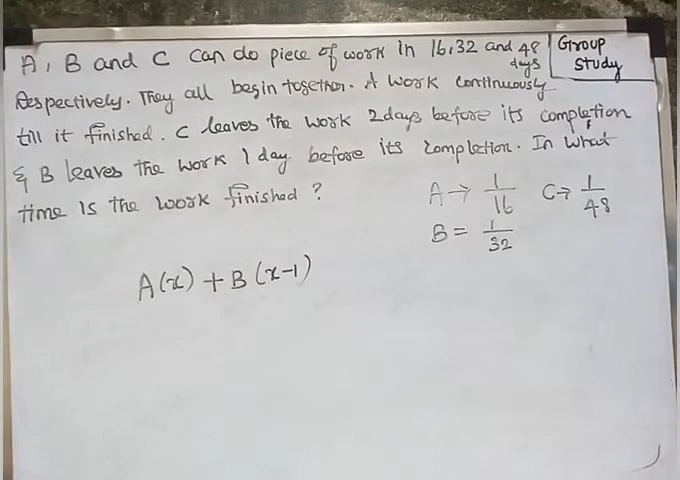 A, B and C can do piece of work in 16,32 and 48 days
Respectively. They all begin together. A work continuously
till it finished. C leaves the work 2days before its completion
& B leaves the work 1 day before its completion. In what
time Is the work finished?
Group
study
A → 1/16 C → 1/48
B = 1/32
A(x) + B(x-1)